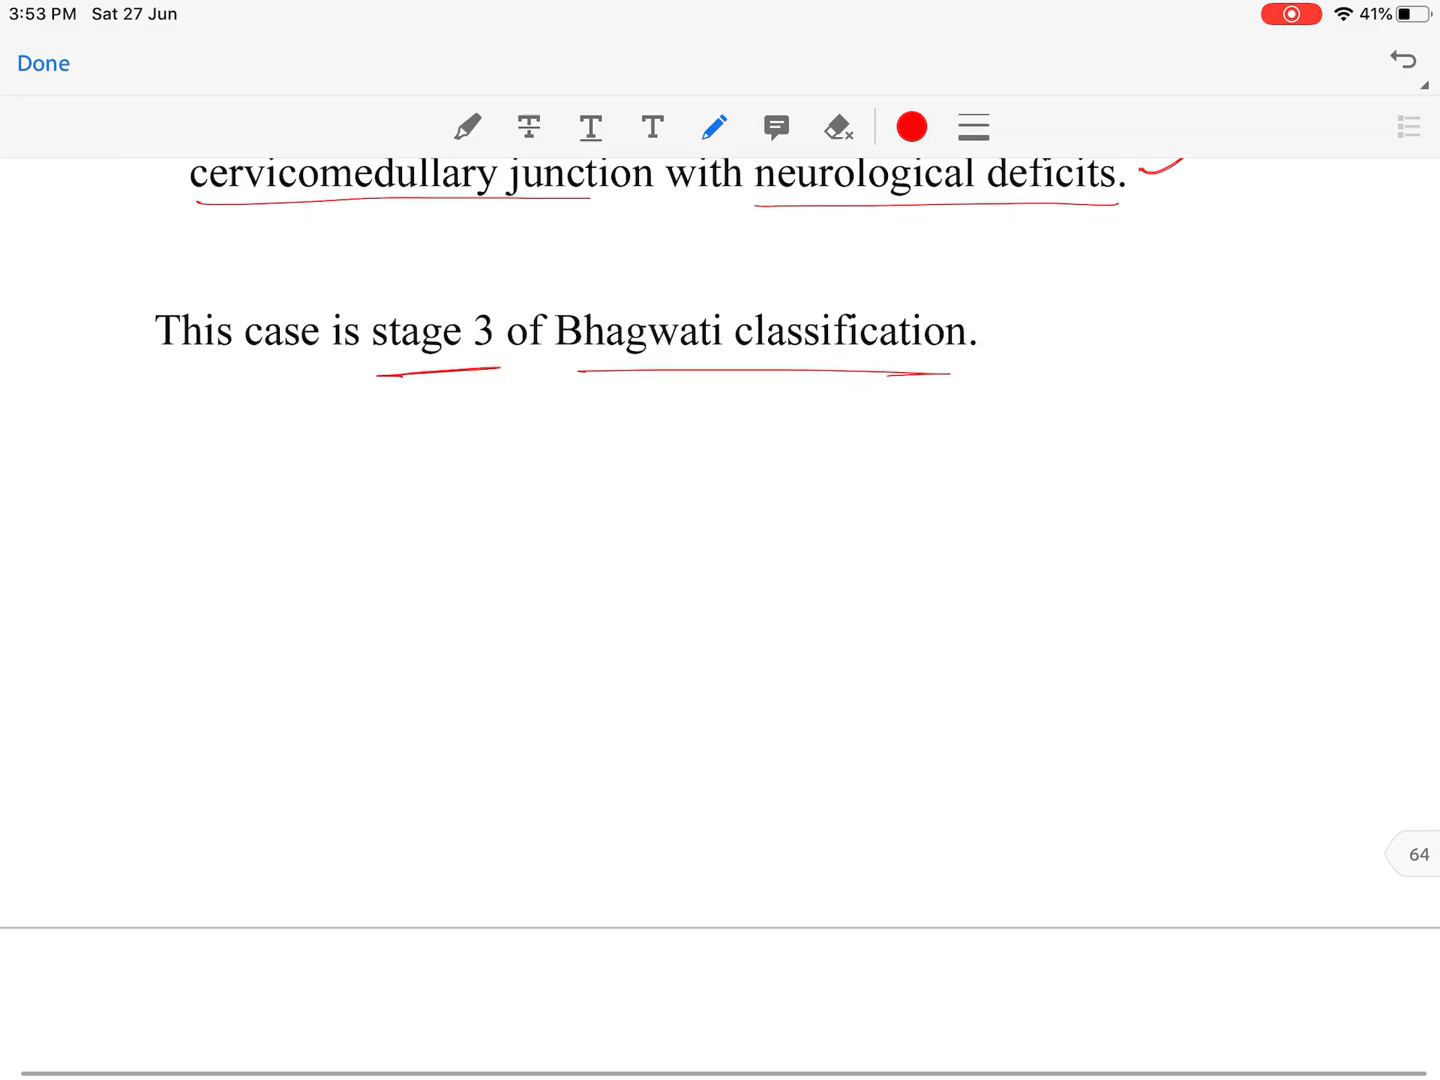 3:53 PM Sat 27 Jun
41%
Done
T T T
cervicomedullary junction with neurological deficits.
This case is stage 3 of Bhagwati classification.
64